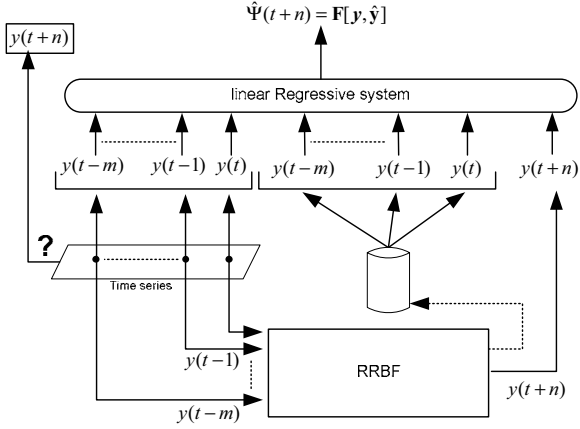 Ψ̂(t+n) = F[y,ŷ]
y(t+n)
linear Regressive system
y(t−m) y(t−1) y(t) y(t−m) y(t−1) y(t) y(t+n)
?
Time series
RRBF
y(t−1)
y(t+n)
y(t−m)